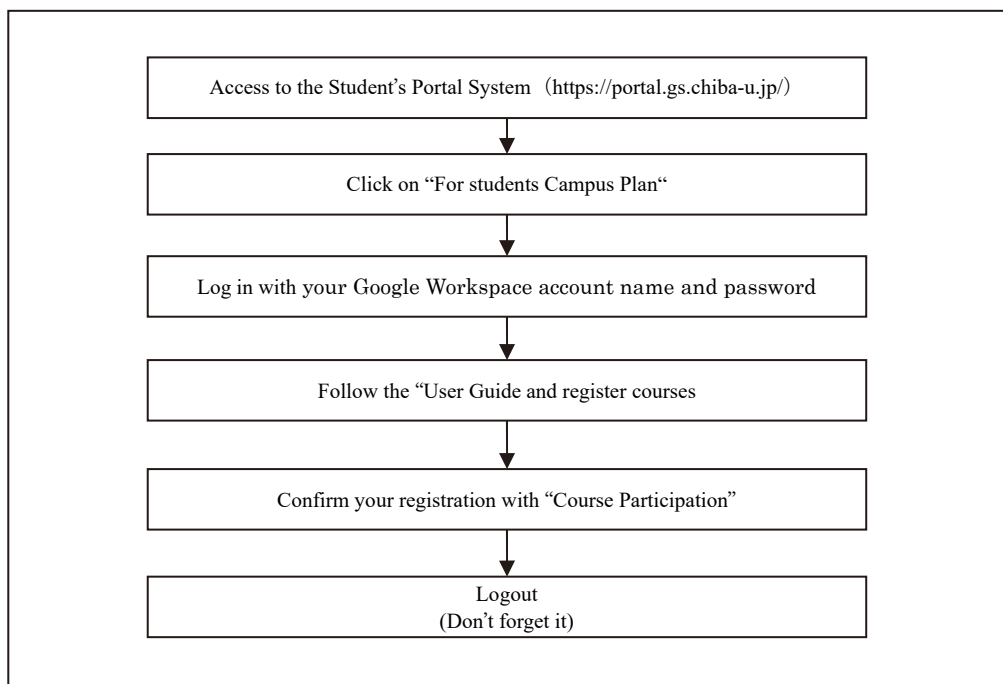 Access to the Student’s Portal System（https://portal.gs.chiba-u.jp/）
Click on “For students Campus Plan“
Log in with your Google Workspace account name and password
Follow the “User Guide and register courses
Confirm your registration with “Course Participation”
Logout
(Don’t forget it)